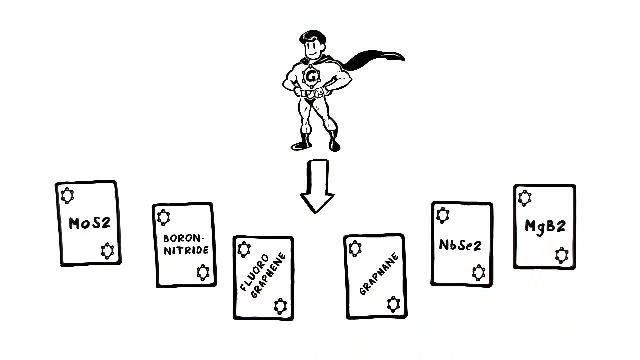 G
MoS2
BORON-
NITRIDE
FLUORO
GRAPHENE
GRAPHANE
NbSe2
MgB2